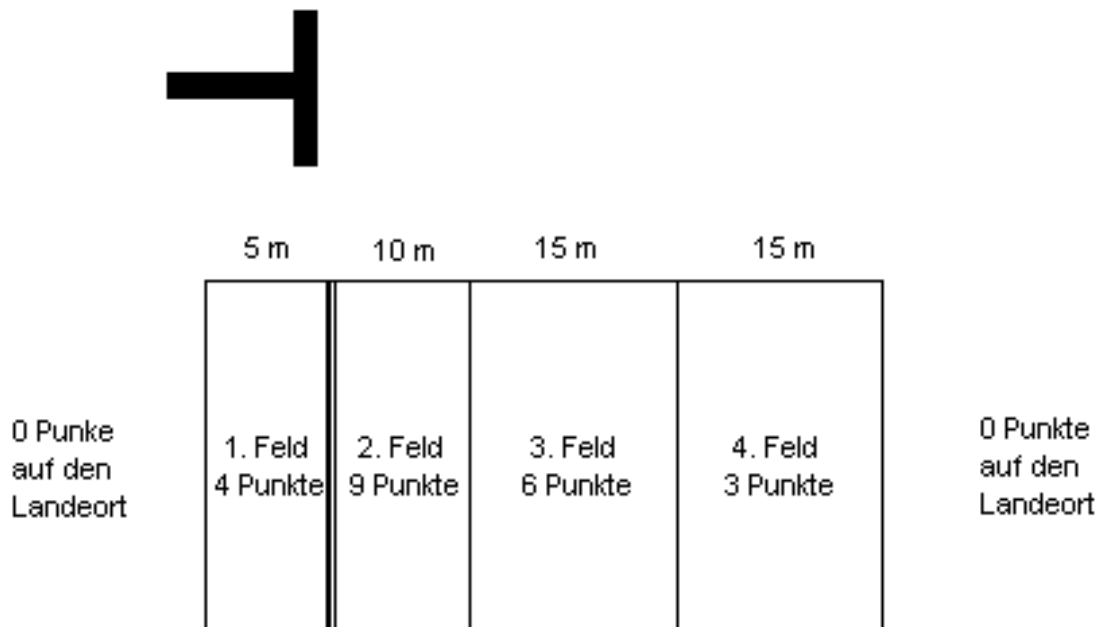 5 m
10 m
15 m
15 m
0 Punke
auf den
Landeort
1. Feld
4 Punkte
2. Feld
9 Punkte
3. Feld
6 Punkte
4. Feld
3 Punkte
0 Punkte
auf den
Landeort